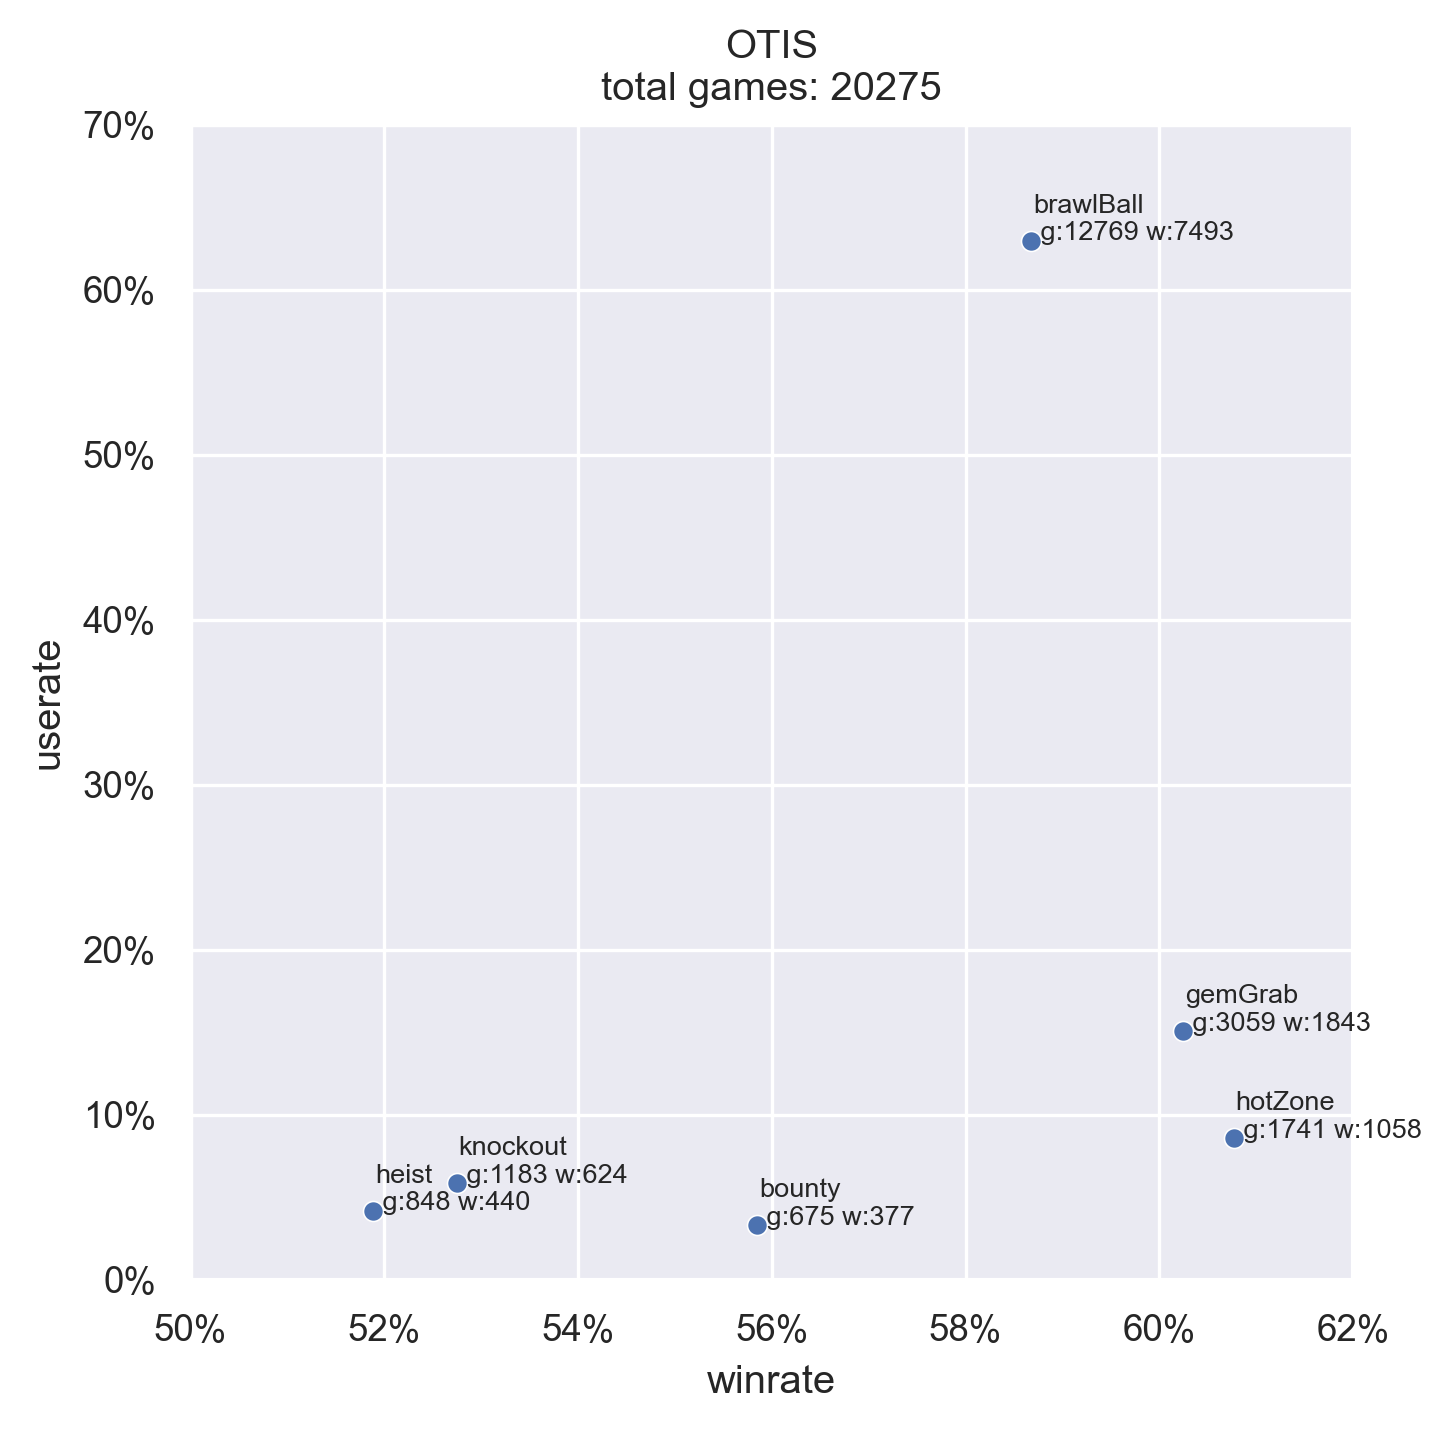 OTIS
total games: 20275
70%
60%
50%
40%
30%
20%
10%
0%
userate
brawlBall
g:12769 w:7493
gemGrab
g:3059 w:1843
hotZone
g:1741 w:1058
knockout
g:1183 w:624
heist
g:848 w:440
bounty
g:675 w:377
50% 52% 54% 56% 58% 60% 62%
winrate